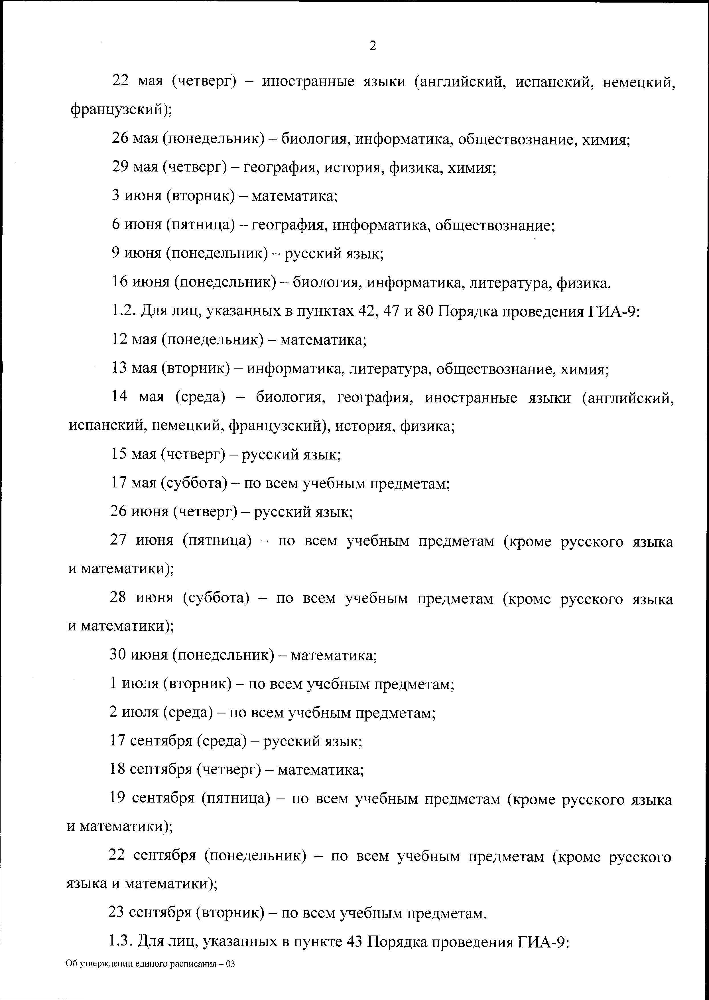 2
22 мая (четверг) – иностранные языки (английский, испанский, немецкий,
французский);
26 мая (понедельник) – биология, информатика, обществознание, химия;
29 мая (четверг) – география, история, физика, химия;
3 июня (вторник) – математика;
6 июня (пятница) – география, информатика, обществознание;
9 июня (понедельник) – русский язык;
16 июня (понедельник) – биология, информатика, литература, физика.
1.2. Для лиц, указанных в пунктах 42, 47 и 80 Порядка проведения ГИА-9:
12 мая (понедельник) – математика;
13 мая (вторник) – информатика, литература, обществознание, химия;
14 мая (среда) – биология, география, иностранные языки (английский,
испанский, немецкий, французский), история, физика;
15 мая (четверг) – русский язык;
17 мая (суббота) – по всем учебным предметам;
26 июня (четверг) – русский язык;
27 июня (пятница) – по всем учебным предметам (кроме русского языка
и математики);
28 июня (суббота) – по всем учебным предметам (кроме русского языка
и математики);
30 июня (понедельник) – математика;
1 июля (вторник) – по всем учебным предметам;
2 июля (среда) – по всем учебным предметам;
17 сентября (среда) – русский язык;
18 сентября (четверг) – математика;
19 сентября (пятница) – по всем учебным предметам (кроме русского языка
и математики);
22 сентября (понедельник) – по всем учебным предметам (кроме русского
языка и математики);
23 сентября (вторник) – по всем учебным предметам.
1.3. Для лиц, указанных в пункте 43 Порядка проведения ГИА-9:
Об утверждении единого расписания – 03